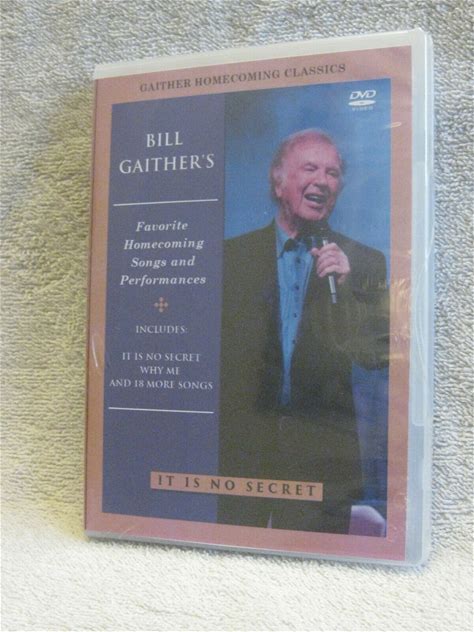 GAITHER HOMECOMING CLASSICS
DVD
VIDEO
BILL
GAITHER'S
Favorite
Homecoming
Songs and
Performances
INCLUDES:
IT IS NO SECRET
WHY ME
AND 18 MORE SONGS
IT IS NO SECRET